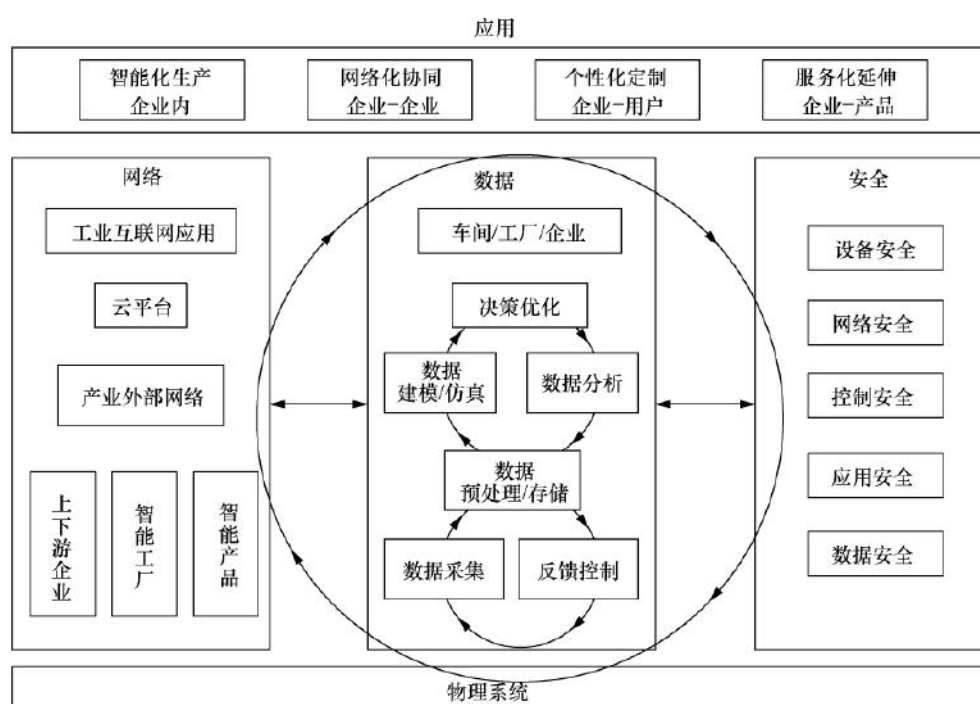 应用
智能化生产
企业内
网络化协同
企业-企业
个性化定制
企业-用户
服务化延伸
企业-产品
网络
工业互联网应用
云平台
产业外部网络
上下游企业
智能工厂
智能产品
数据
车间/工厂/企业
决策优化
数据
建模/仿真
数据分析
数据
预处理/存储
数据采集
反馈控制
安全
设备安全
网络安全
控制安全
应用安全
数据安全
物理系统